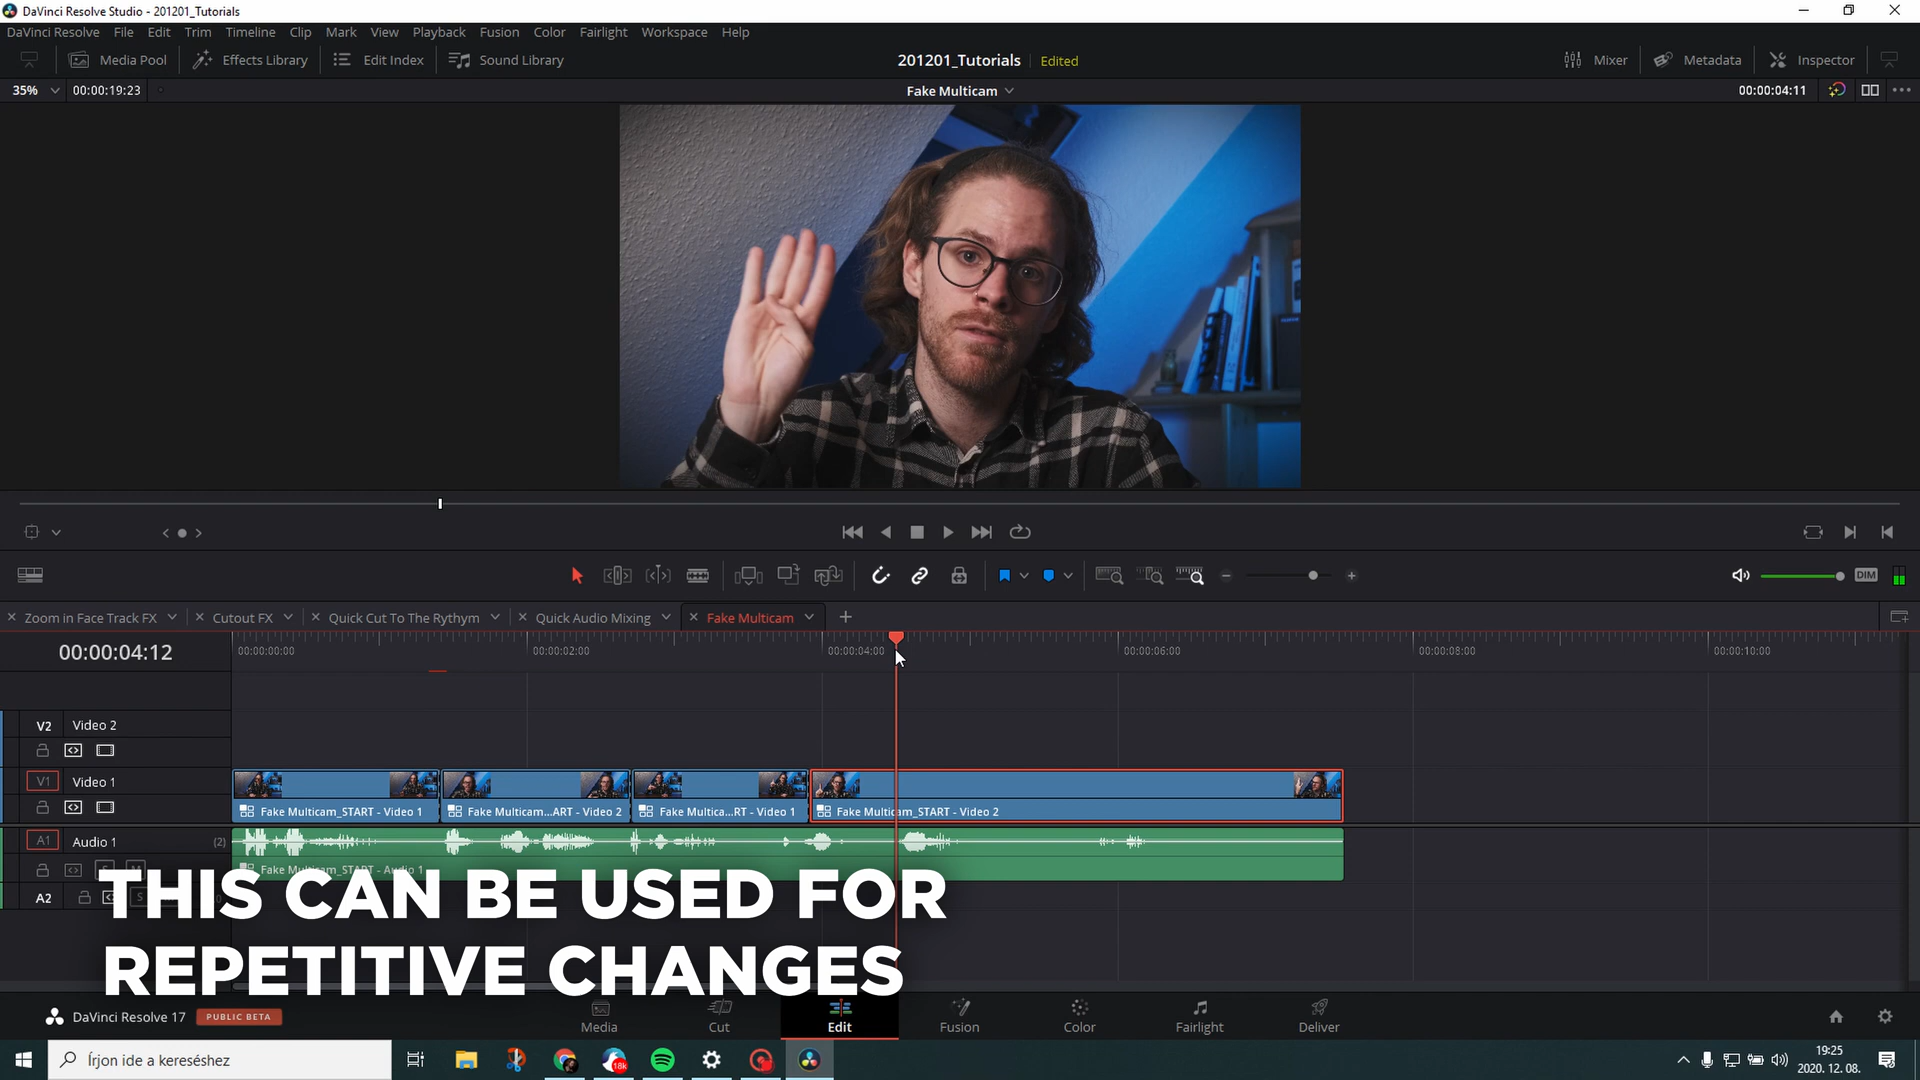 DaVinci Resolve Studio - 201201_Tutorials
DaVinci Resolve File Edit Trim Timeline Clip Mark View Playback Fusion Color Fairlight Workspace Help
Media Pool Effects Library Edit Index Sound Library 201201_Tutorials Edited Mixer Metadata Inspector
35% 00:00:19:23 Fake Multicam 00:00:04:11
DIM
Zoom in Face Track FX Cutout FX Quick Cut To The Rythym Quick Audio Mixing Fake Multicam
00:00:04:12 00:00:00:00 00:00:02:00 00:00:04:00 00:00:06:00 00:00:08:00 00:00:10:00
V2 Video 2
V1 Video 1
Fake Multicam_START - Video 1 Fake Multicam...ART - Video 2 Fake Multica...RT - Video 1 Fake Multicam_START - Video 2
A1 Audio 1 (2)
Fake Multicam_START - Audio 1
A2
THIS CAN BE USED FOR
REPETITIVE CHANGES
DaVinci Resolve 17 PUBLIC BETA Media Cut Edit Fusion Color Fairlight Deliver
Írjon ide a kereséshez
18k
19:25
2020. 12. 08.